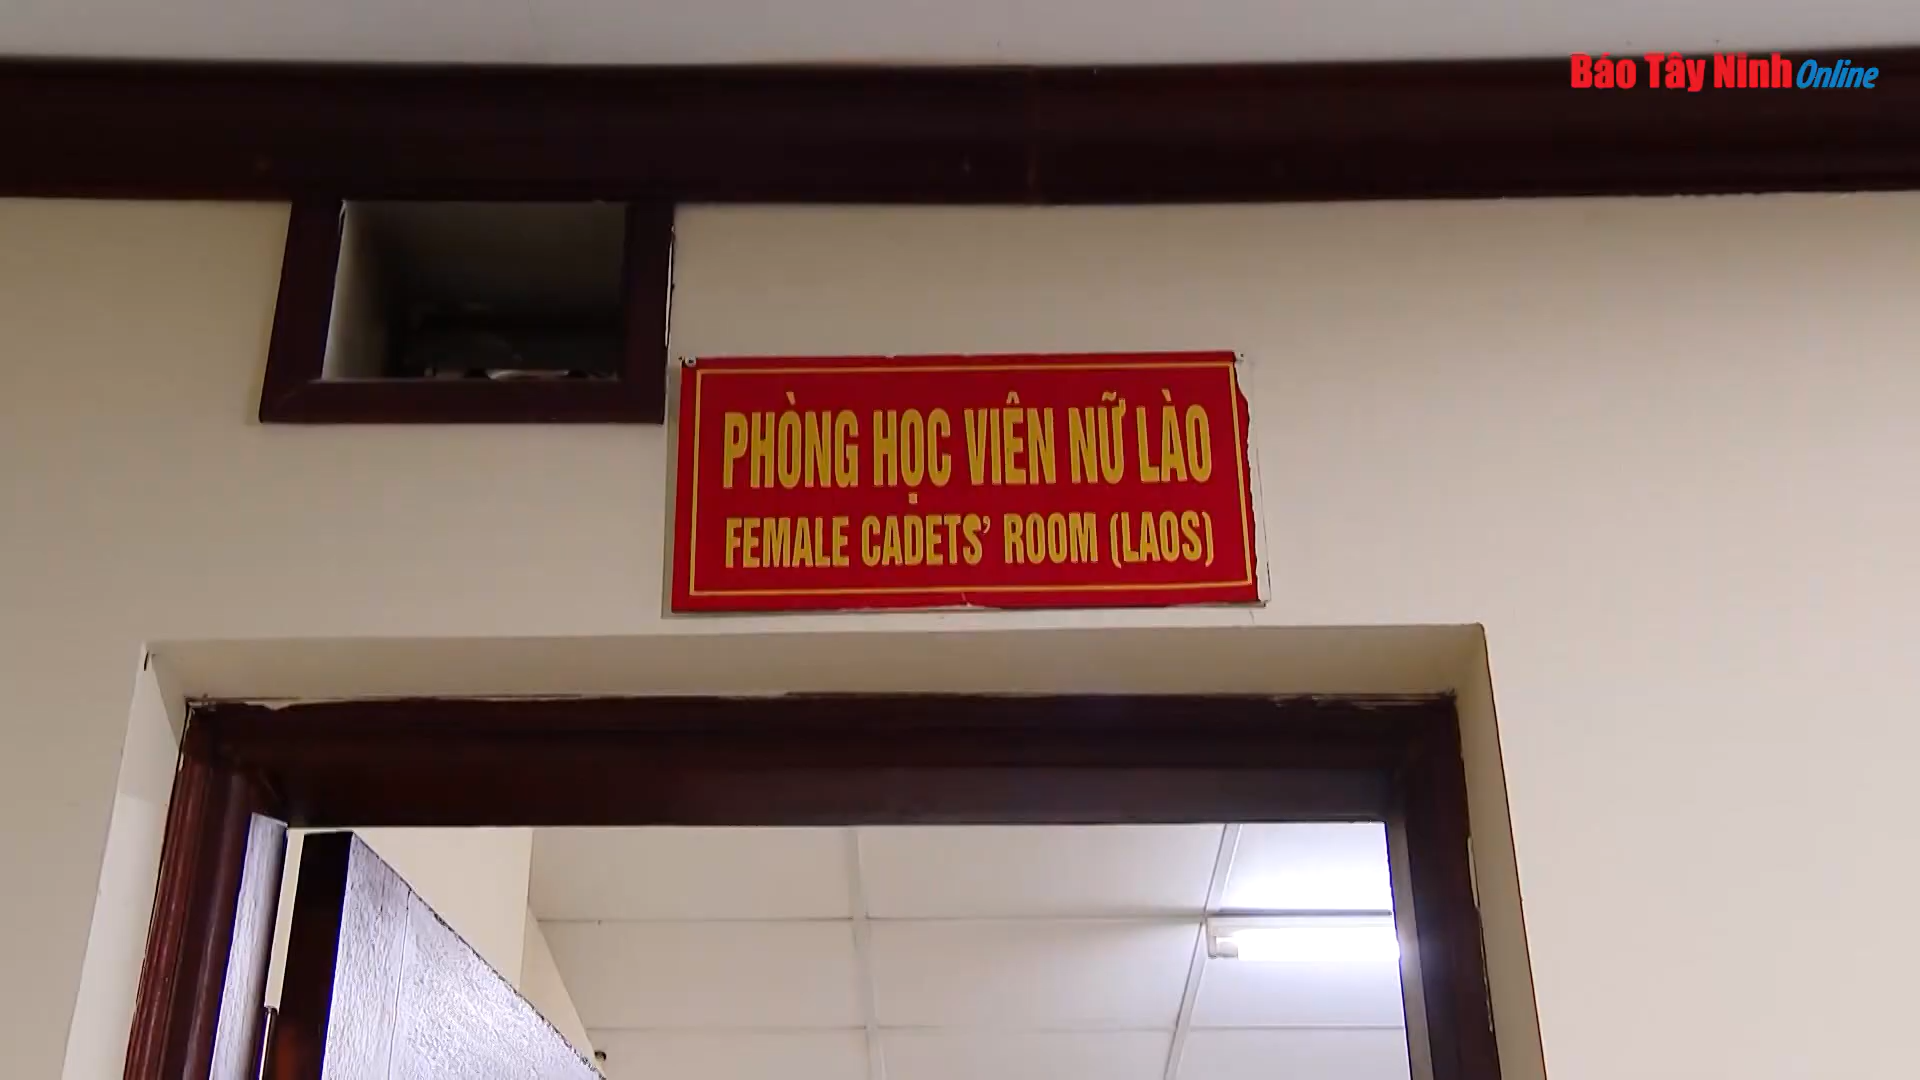 Báo Tây Ninh Online
PHÒNG HỌC VIÊN NỮ LÀO
FEMALE CADETS' ROOM (LAOS)